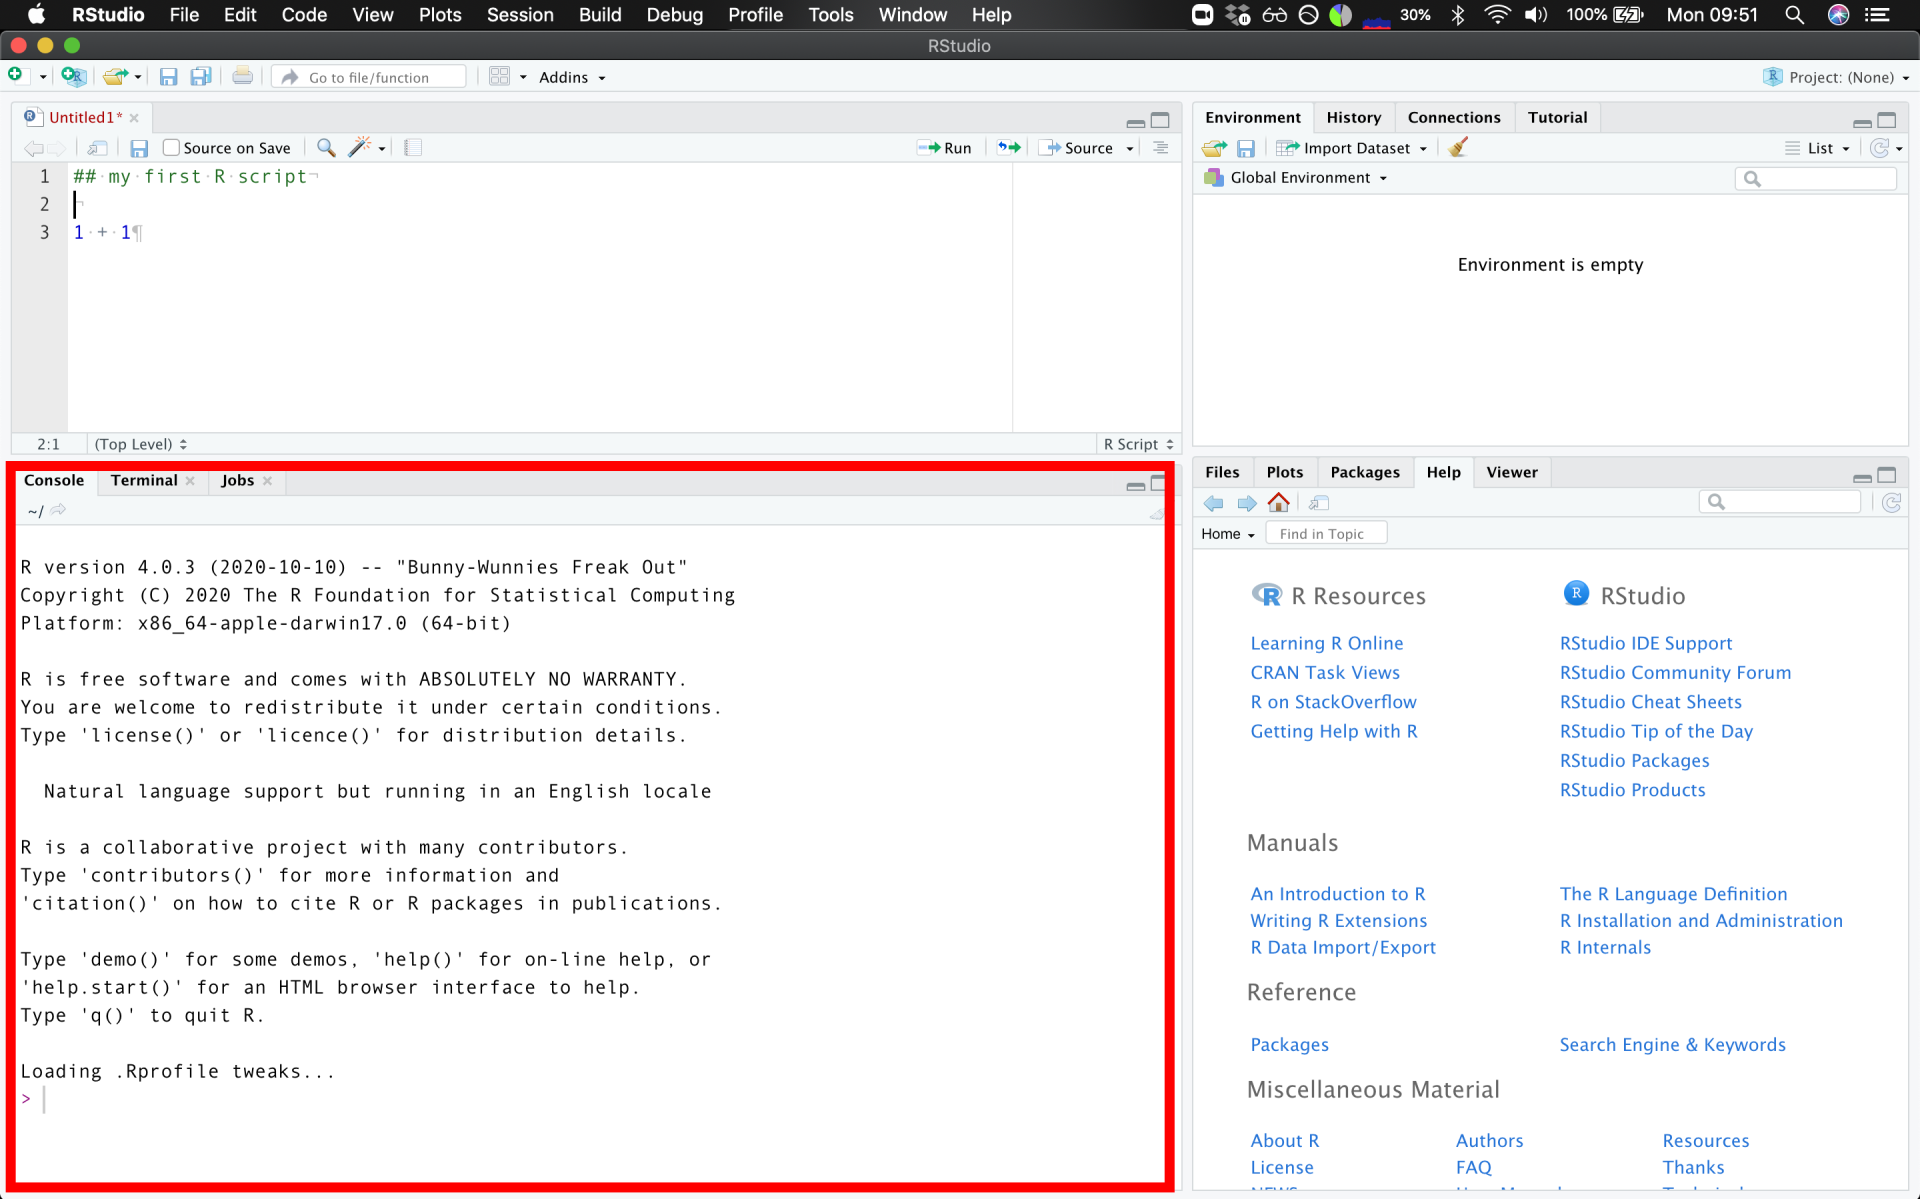 RStudio File Edit Code View Plots Session Build Debug Profile Tools Window Help 30% 100% Mon 09:51
RStudio
Go to file/function Addins Project: (None)
Untitled1*
Source on Save Run Source
1 ## my first R script
2
3 1 + 1
2:1 (Top Level) R Script
Console Terminal Jobs
~/
R version 4.0.3 (2020-10-10) -- "Bunny-Wunnies Freak Out"
Copyright (C) 2020 The R Foundation for Statistical Computing
Platform: x86_64-apple-darwin17.0 (64-bit)
R is free software and comes with ABSOLUTELY NO WARRANTY.
You are welcome to redistribute it under certain conditions.
Type 'license()' or 'licence()' for distribution details.
Natural language support but running in an English locale
R is a collaborative project with many contributors.
Type 'contributors()' for more information and
'citation()' on how to cite R or R packages in publications.
Type 'demo()' for some demos, 'help()' for on-line help, or
'help.start()' for an HTML browser interface to help.
Type 'q()' to quit R.
Loading .Rprofile tweaks...
>
Environment History Connections Tutorial
Import Dataset List
Global Environment
Environment is empty
Files Plots Packages Help Viewer
Home Find in Topic
R Resources
Learning R Online
CRAN Task Views
R on StackOverflow
Getting Help with R
RStudio
RStudio IDE Support
RStudio Community Forum
RStudio Cheat Sheets
RStudio Tip of the Day
RStudio Packages
RStudio Products
Manuals
An Introduction to R The R Language Definition
Writing R Extensions R Installation and Administration
R Data Import/Export R Internals
Reference
Packages Search Engine & Keywords
Miscellaneous Material
About R Authors Resources
License FAQ Thanks